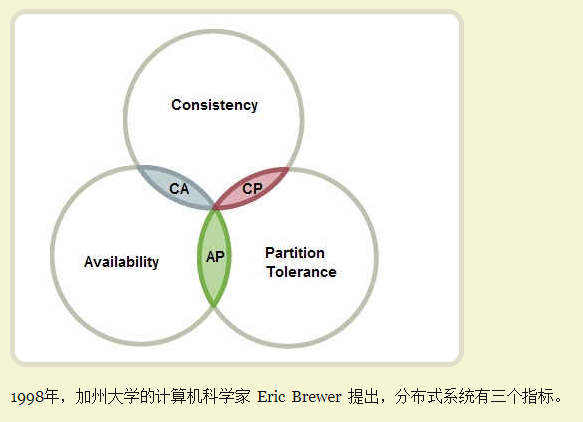 Consistency
CA
CP
Availability
AP
Partition
Tolerance
1998年，加州大学的计算机科学家 Eric Brewer 提出，分布式系统有三个指标。